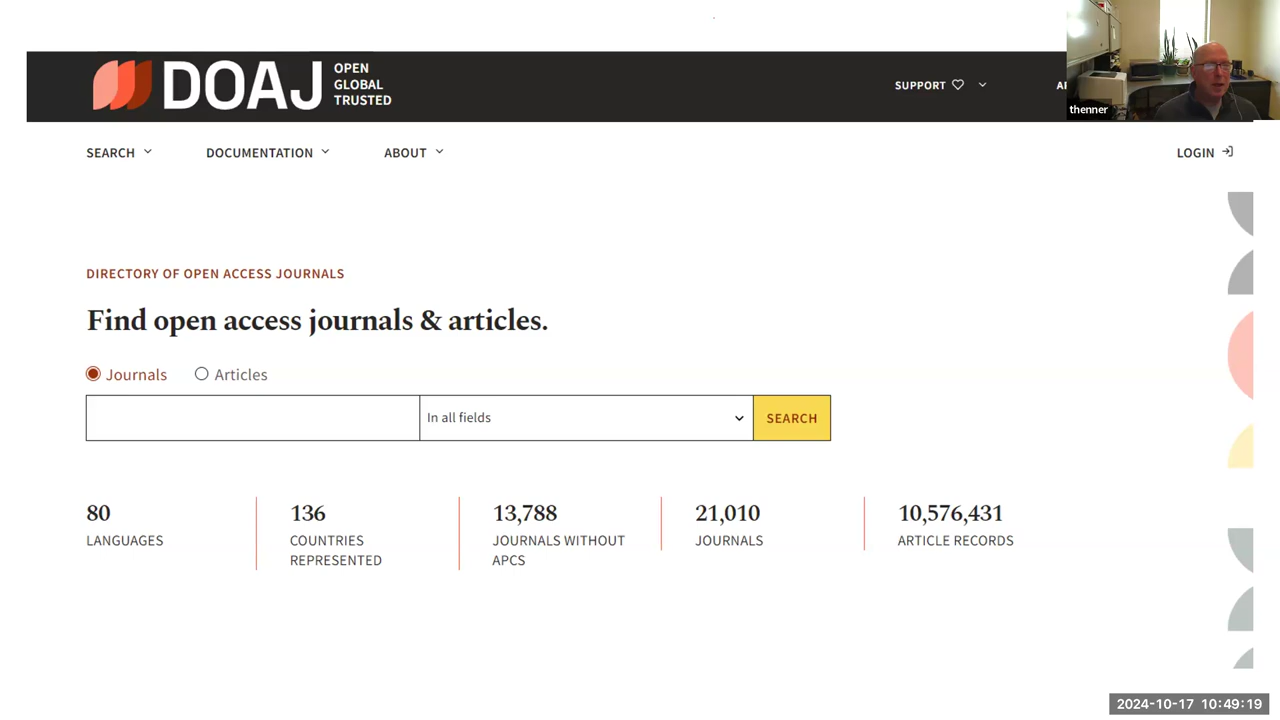 DOAJ
OPEN
GLOBAL
TRUSTED
SUPPORT
thenner
SEARCH
DOCUMENTATION
ABOUT
LOGIN
DIRECTORY OF OPEN ACCESS JOURNALS
Find open access journals & articles.
Journals
Articles
In all fields
SEARCH
80
LANGUAGES
136
COUNTRIES
REPRESENTED
13,788
JOURNALS WITHOUT
APCS
21,010
JOURNALS
10,576,431
ARTICLE RECORDS
2024-10-17 10:49:19